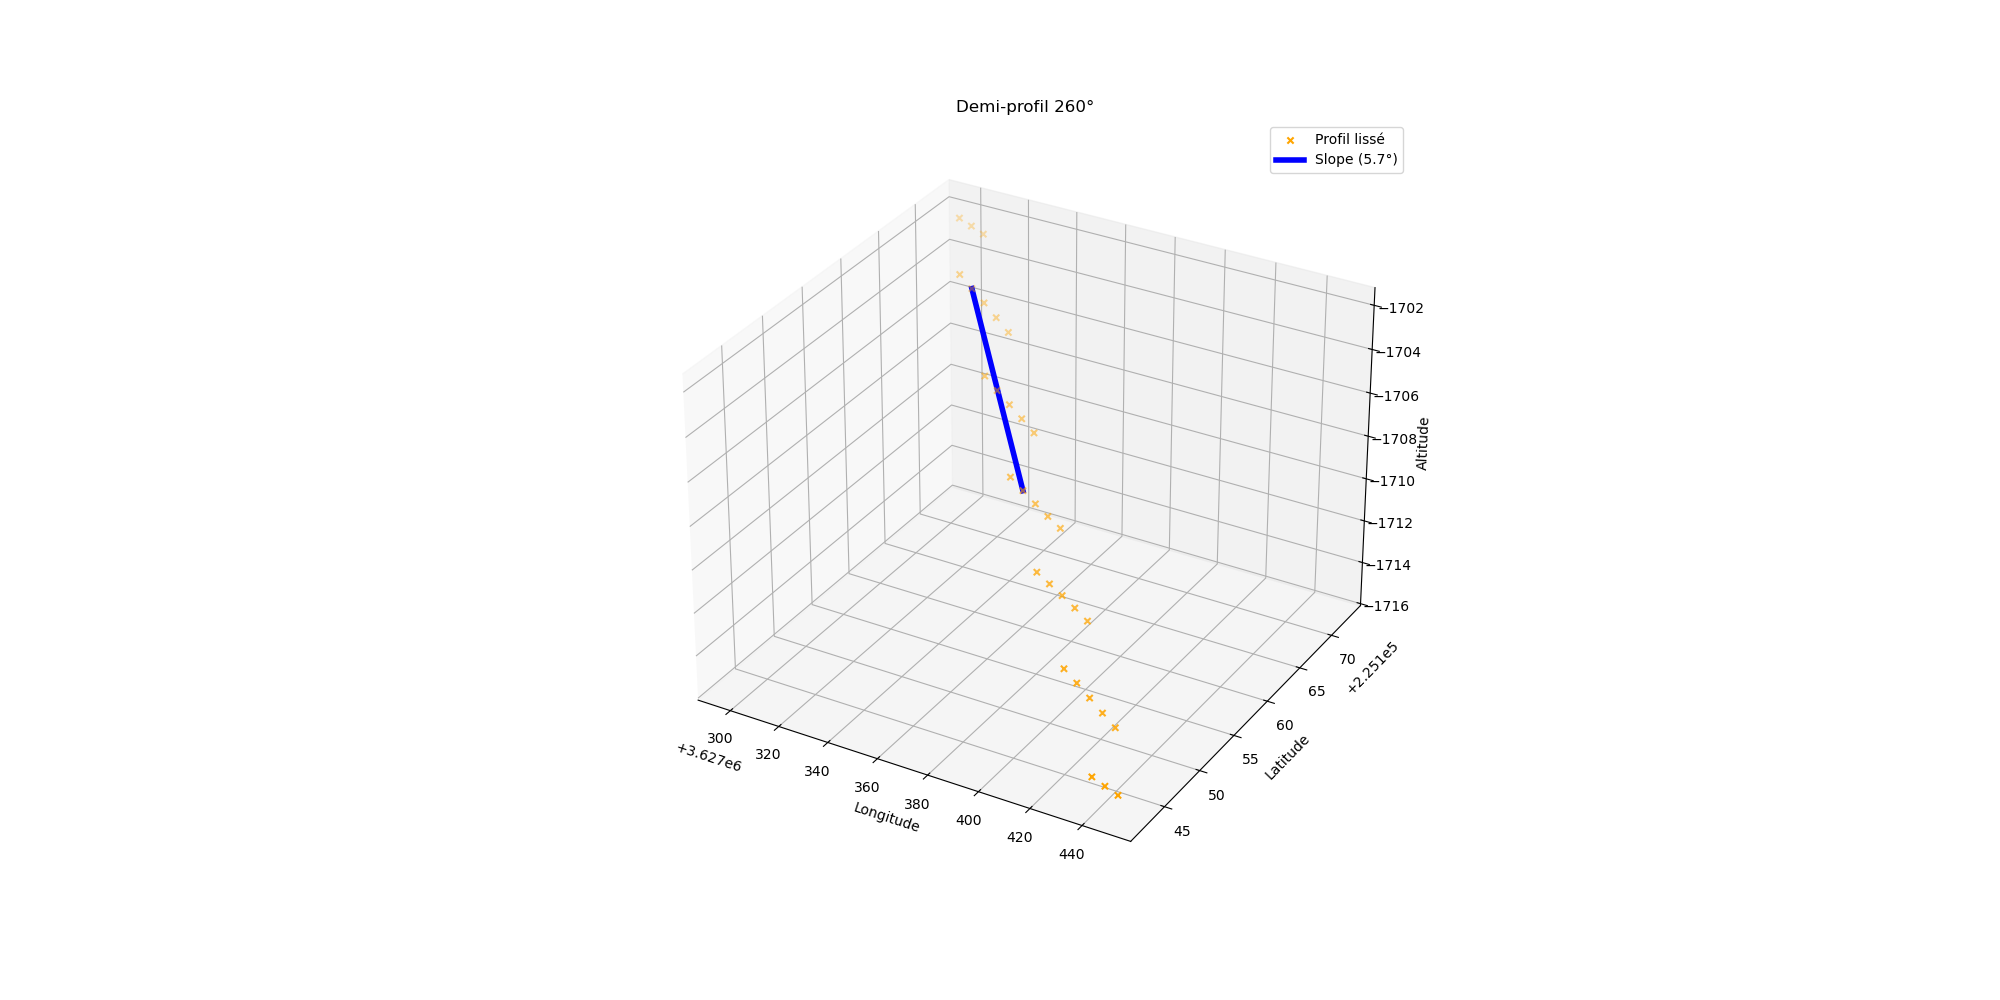 Demi-profil 260°
Profil lissé
Slope (5.7°)
−1702
−1704
−1706
−1708
−1710
−1712
−1714
−1716
Altitude
70
65
60
55
50
45
+2.251e5
Latitude
300
320
340
360
380
400
420
440
+3.627e6
Longitude